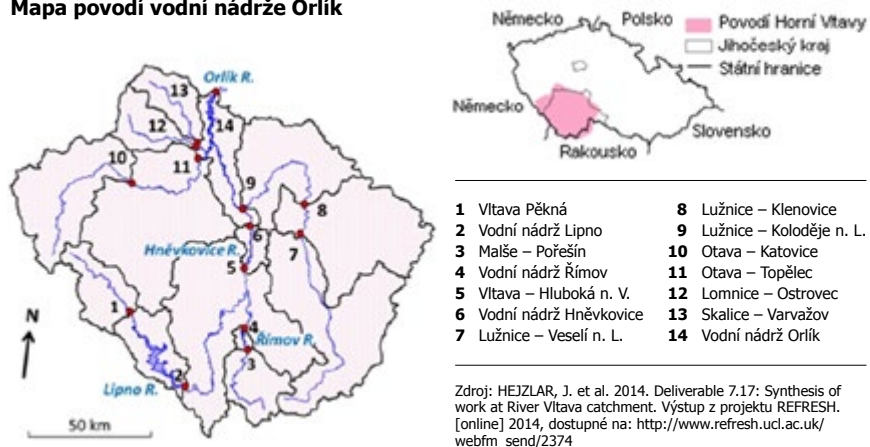 Mapa povodí vodní nádrže Orlík
Orlík R.
13
12
14
11
10
9
8
6
7
Hněvkovice R.
5
1
4
Římov R.
3
2
Lipno R.
N
50 km
Německo
Polsko
Povodí Horní Vltavy
Jihočeský kraj
Státní hranice
Německo
Slovensko
Rakousko
1 Vltava Pěkná
2 Vodní nádrž Lipno
3 Malše – Pořešín
4 Vodní nádrž Římov
5 Vltava – Hluboká n. V.
6 Vodní nádrž Hněvkovice
7 Lužnice – Veselí n. L.
8 Lužnice – Klenovice
9 Lužnice – Koloděje n. L.
10 Otava – Katovice
11 Otava – Topělec
12 Lomnice – Ostrovec
13 Skalice – Varvažov
14 Vodní nádrž Orlík
Zdroj: HEJZLAR, J. et al. 2014. Deliverable 7.17: Synthesis of
work at River Vltava catchment. Výstup z projektu REFRESH.
[online] 2014, dostupné na: http://www.refresh.ucl.ac.uk/
webfm_send/2374